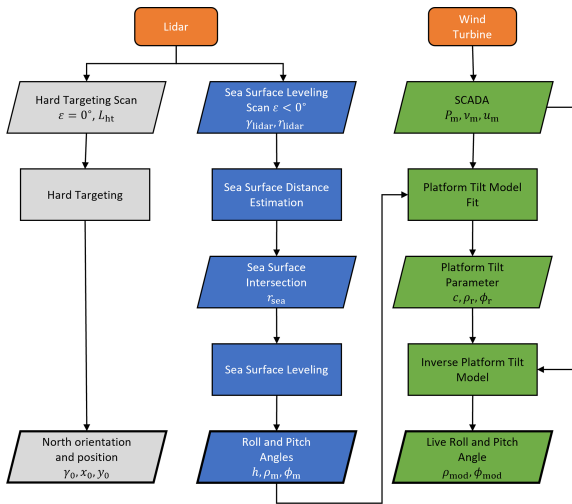 Lidar
Wind
Turbine
Hard Targeting Scan
ε = 0°, L_ht
Sea Surface Leveling
Scan ε < 0°
γ_lidar, r_lidar
SCADA
P_m, ν_m, u_m
Hard Targeting
Sea Surface Distance
Estimation
Platform Tilt Model
Fit
Sea Surface
Intersection
r_sea
Platform Tilt
Parameter
c, ρ_r, ϕ_r
Sea Surface Leveling
Inverse Platform Tilt
Model
North orientation
and position
γ_0, x_0, y_0
Roll and Pitch
Angles
h, ρ_m, ϕ_m
Live Roll and Pitch
Angle
ρ_mod, ϕ_mod